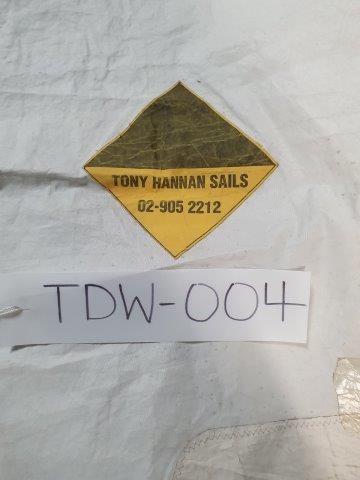 TONY HANNAN SAILS
02-905 2212
TDW-004